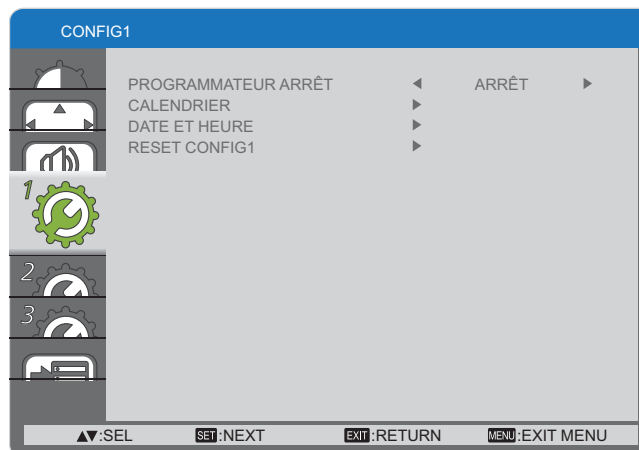 CONFIG1
PROGRAMMATEUR ARRÊT ◀ ARRÊT ▶
CALENDRIER ▶
DATE ET HEURE ▶
RESET CONFIG1 ▶
1
2
3
▲▼:SEL SET:NEXT EXIT:RETURN MENU:EXIT MENU